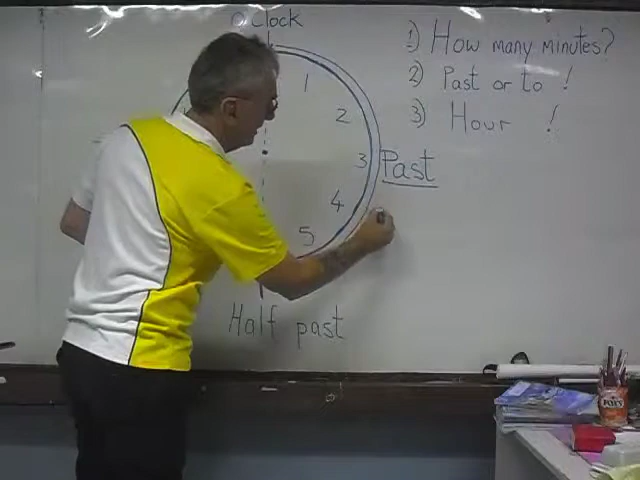 O Clock
1) How many minutes?
2) Past or to !
3) Hour !
1
2
3
Past
4
5
Half past